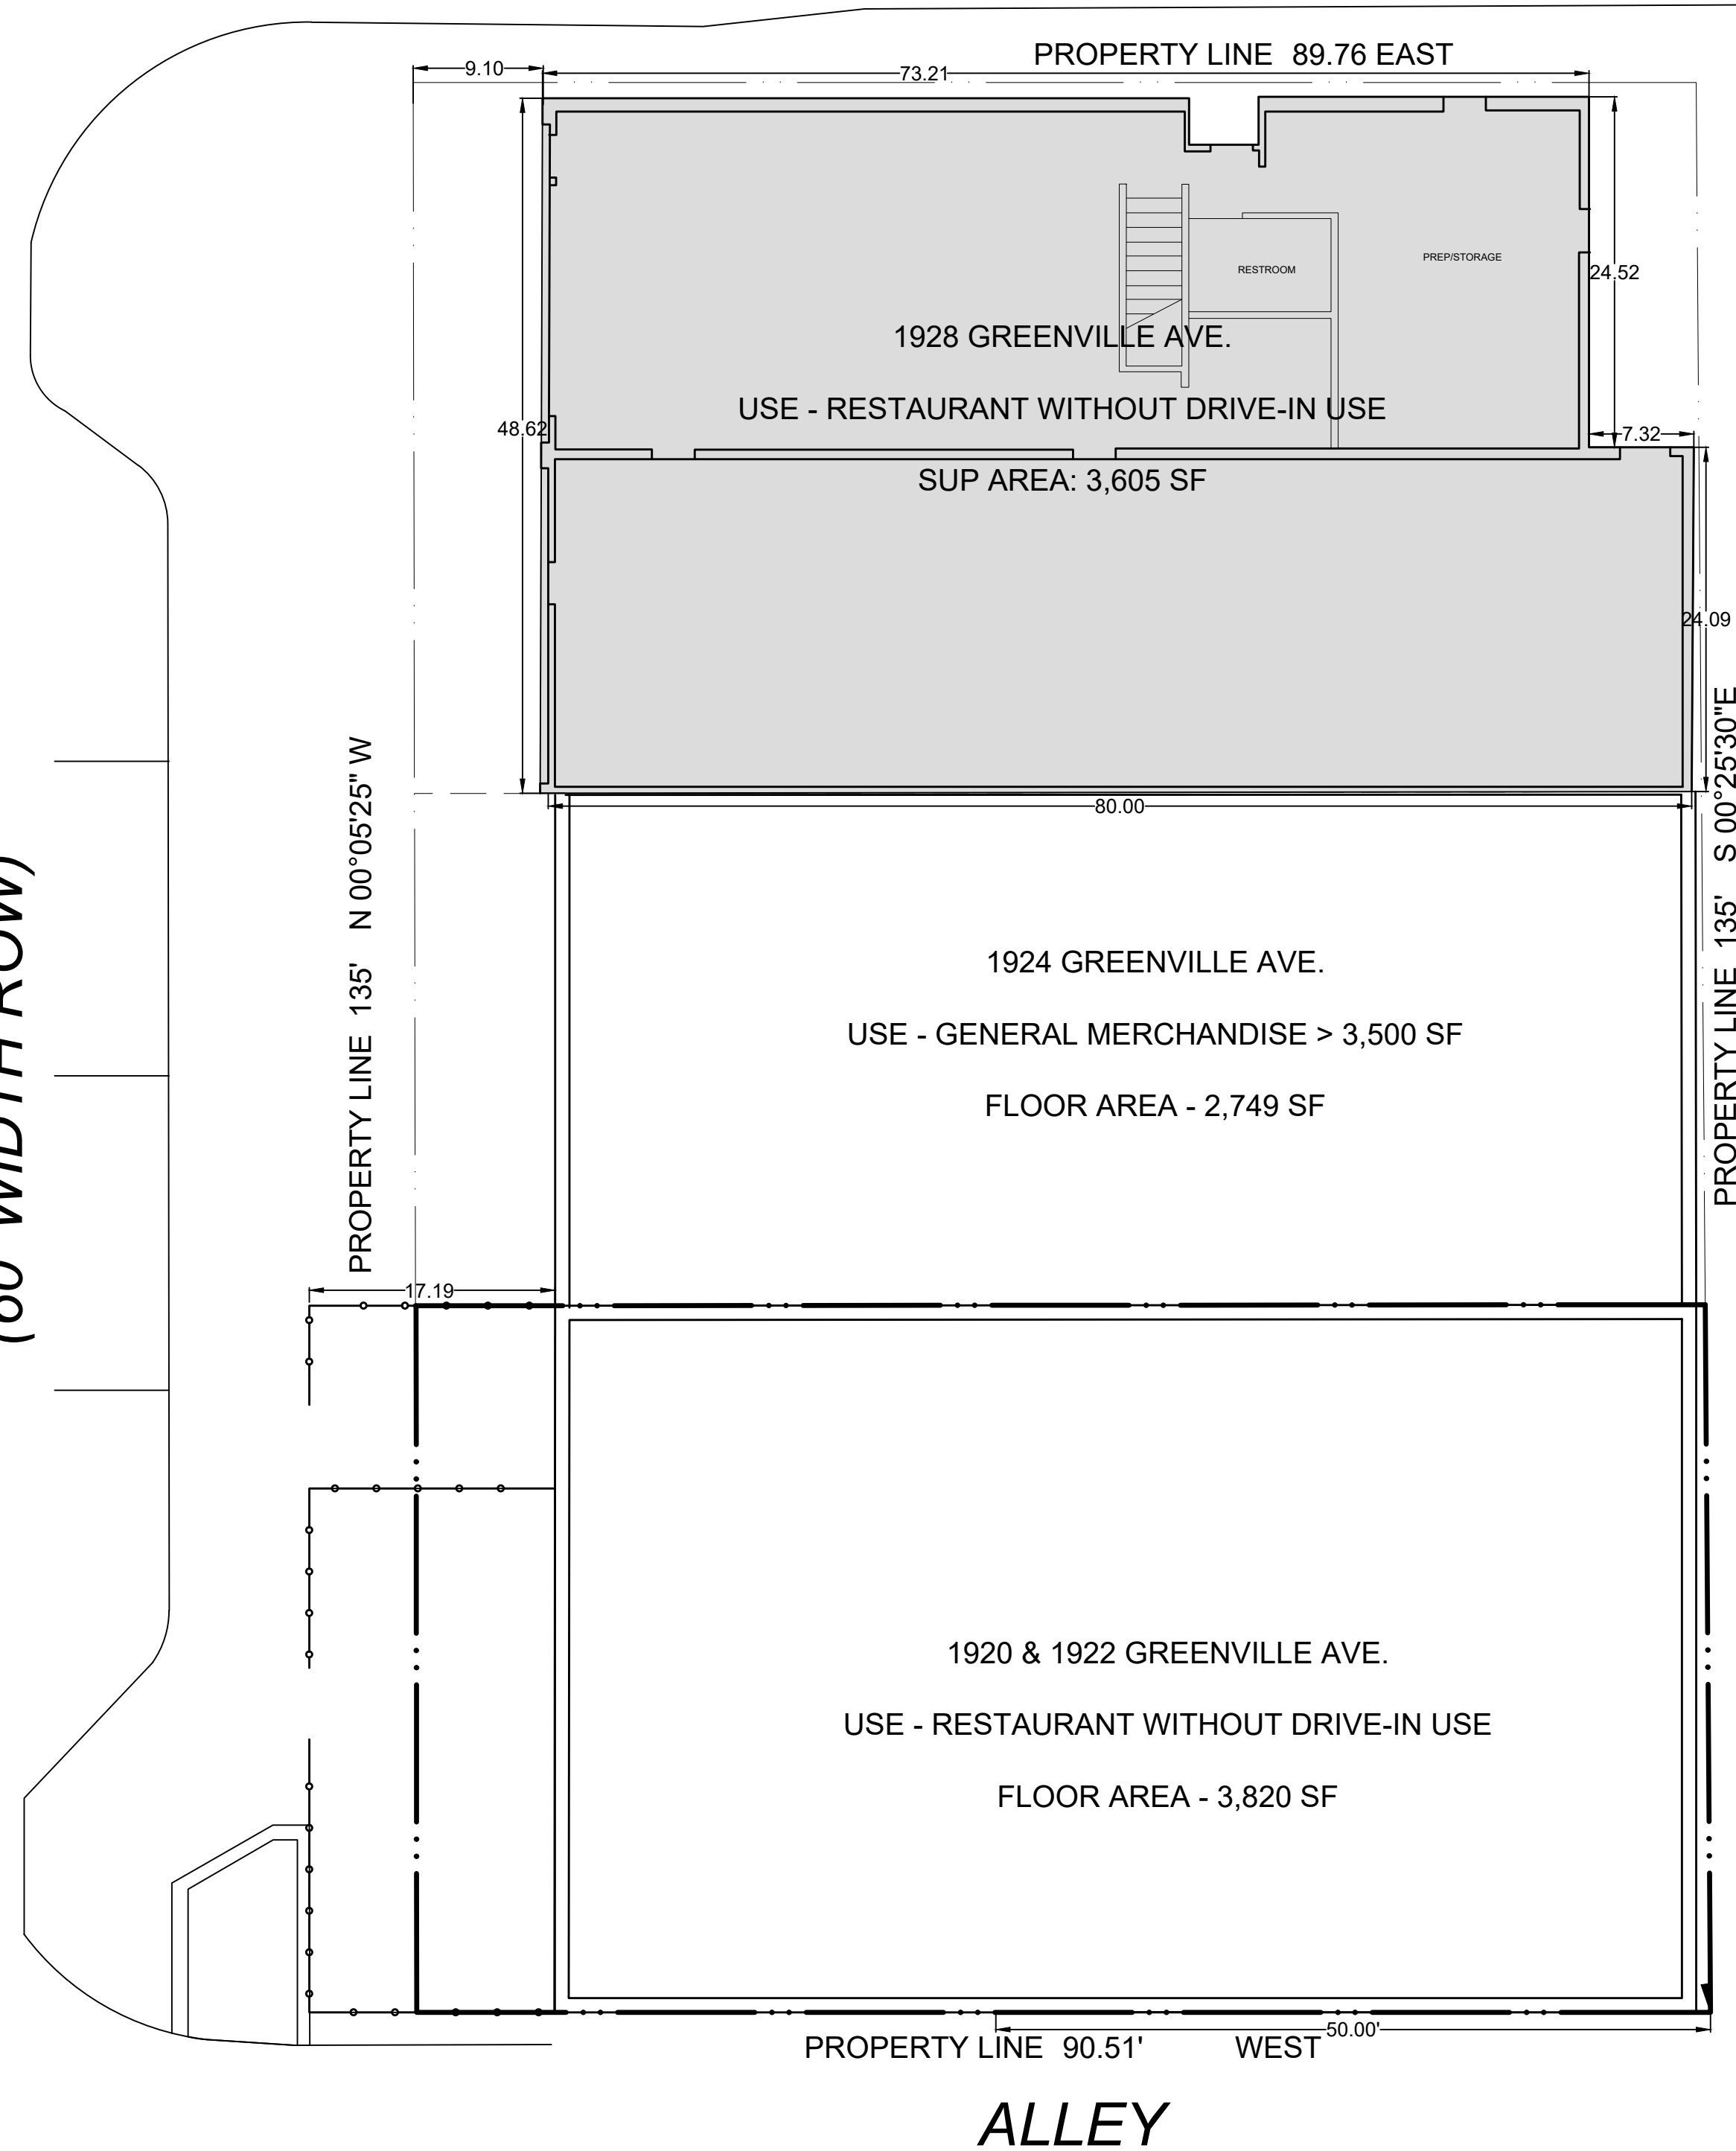 PROPERTY LINE 89.76 EAST
9.10
73.21
24.52
RESTROOM
PREP/STORAGE
1928 GREENVILLE AVE.
USE - RESTAURANT WITHOUT DRIVE-IN USE
48.62
7.32
SUP AREA: 3,605 SF
24.09
80.00
PROPERTY LINE 135' N 00°05'25" W
PROPERTY LINE 135' S 00°25'30"E
(60' WIDTH ROW)
1924 GREENVILLE AVE.
USE - GENERAL MERCHANDISE > 3,500 SF
FLOOR AREA - 2,749 SF
17.19
1920 & 1922 GREENVILLE AVE.
USE - RESTAURANT WITHOUT DRIVE-IN USE
FLOOR AREA - 3,820 SF
50.00'
PROPERTY LINE 90.51' WEST
ALLEY